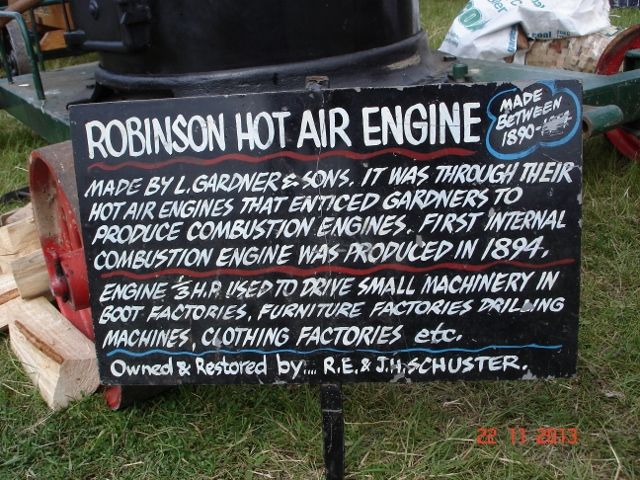 ROBINSON HOT AIR ENGINE
MADE
BETWEEN
1890-
MADE BY L. GARDNER & SONS. IT WAS THROUGH THEIR
HOT AIR ENGINES THAT ENTICED GARDNERS TO
PRODUCE COMBUSTION ENGINES. FIRST INTERNAL
COMBUSTION ENGINE WAS PRODUCED IN 1894.
ENGINE 1/3 H.P. USED TO DRIVE SMALL MACHINERY IN
BOOT FACTORIES, FURNITURE FACTORIES DRILLING
MACHINES, CLOTHING FACTORIES etc.
Owned & Restored by:... R.E. & J.H. SCHUSTER.
22 11 2013